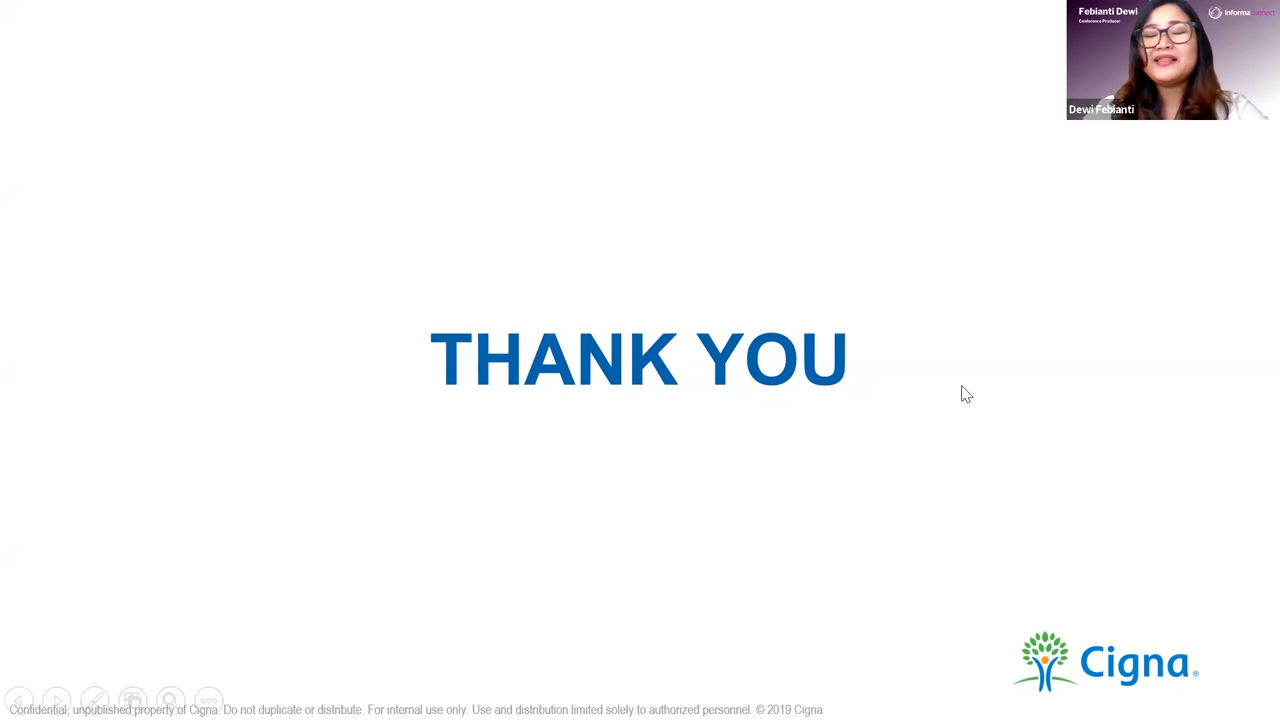 Febianti Dewi
Conference Producer
informa connect
Dewi Febianti
THANK YOU
Cigna®
Confidential, unpublished property of Cigna. Do not duplicate or distribute. For internal use only. Use and distribution limited solely to authorized personnel. © 2019 Cigna